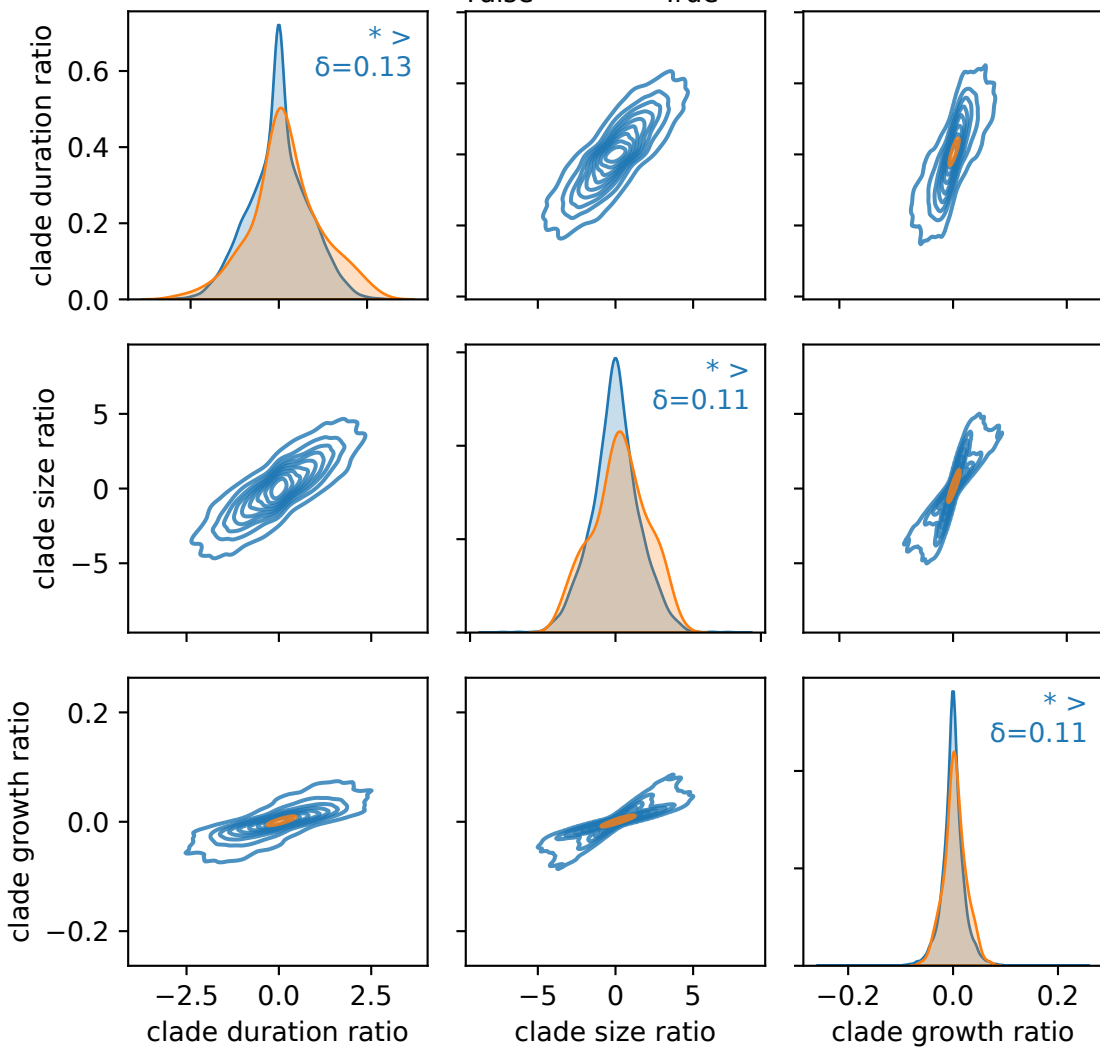 clade duration ratio
0.6
0.4
0.2
0.0
* >
δ=0.13
clade size ratio
5
0
−5
* >
δ=0.11
clade growth ratio
0.2
0.0
−0.2
* >
δ=0.11
−2.5 0.0 2.5
−5 0 5
−0.2 0.0 0.2
clade duration ratio
clade size ratio
clade growth ratio